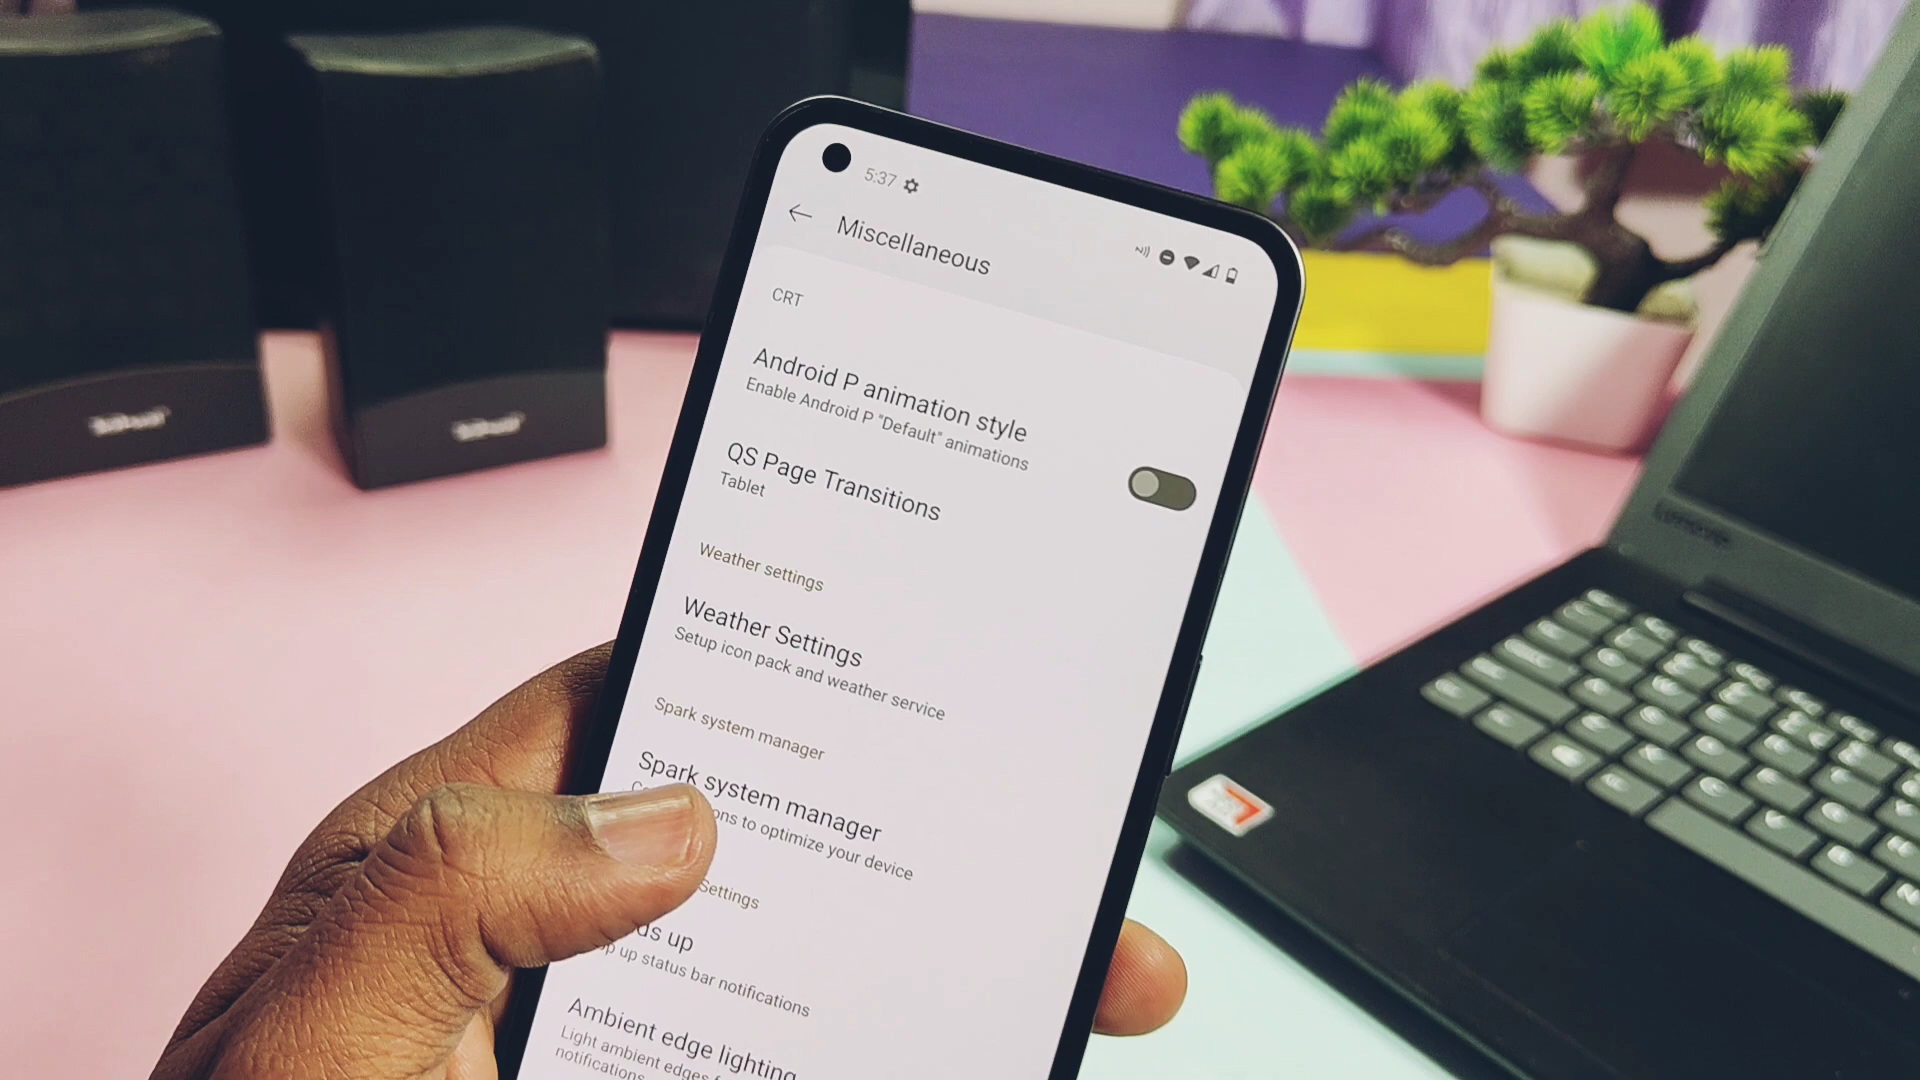 5:37
Miscellaneous
CRT
Android P animation style
Enable Android P "Default" animations
QS Page Transitions
Tablet
Weather settings
Weather Settings
Setup icon pack and weather service
Spark system manager
Spark system manager
to optimize your device
Settings
up
up status bar notifications
Ambient edge lighting
Light ambient edges
notifications
Lenovo